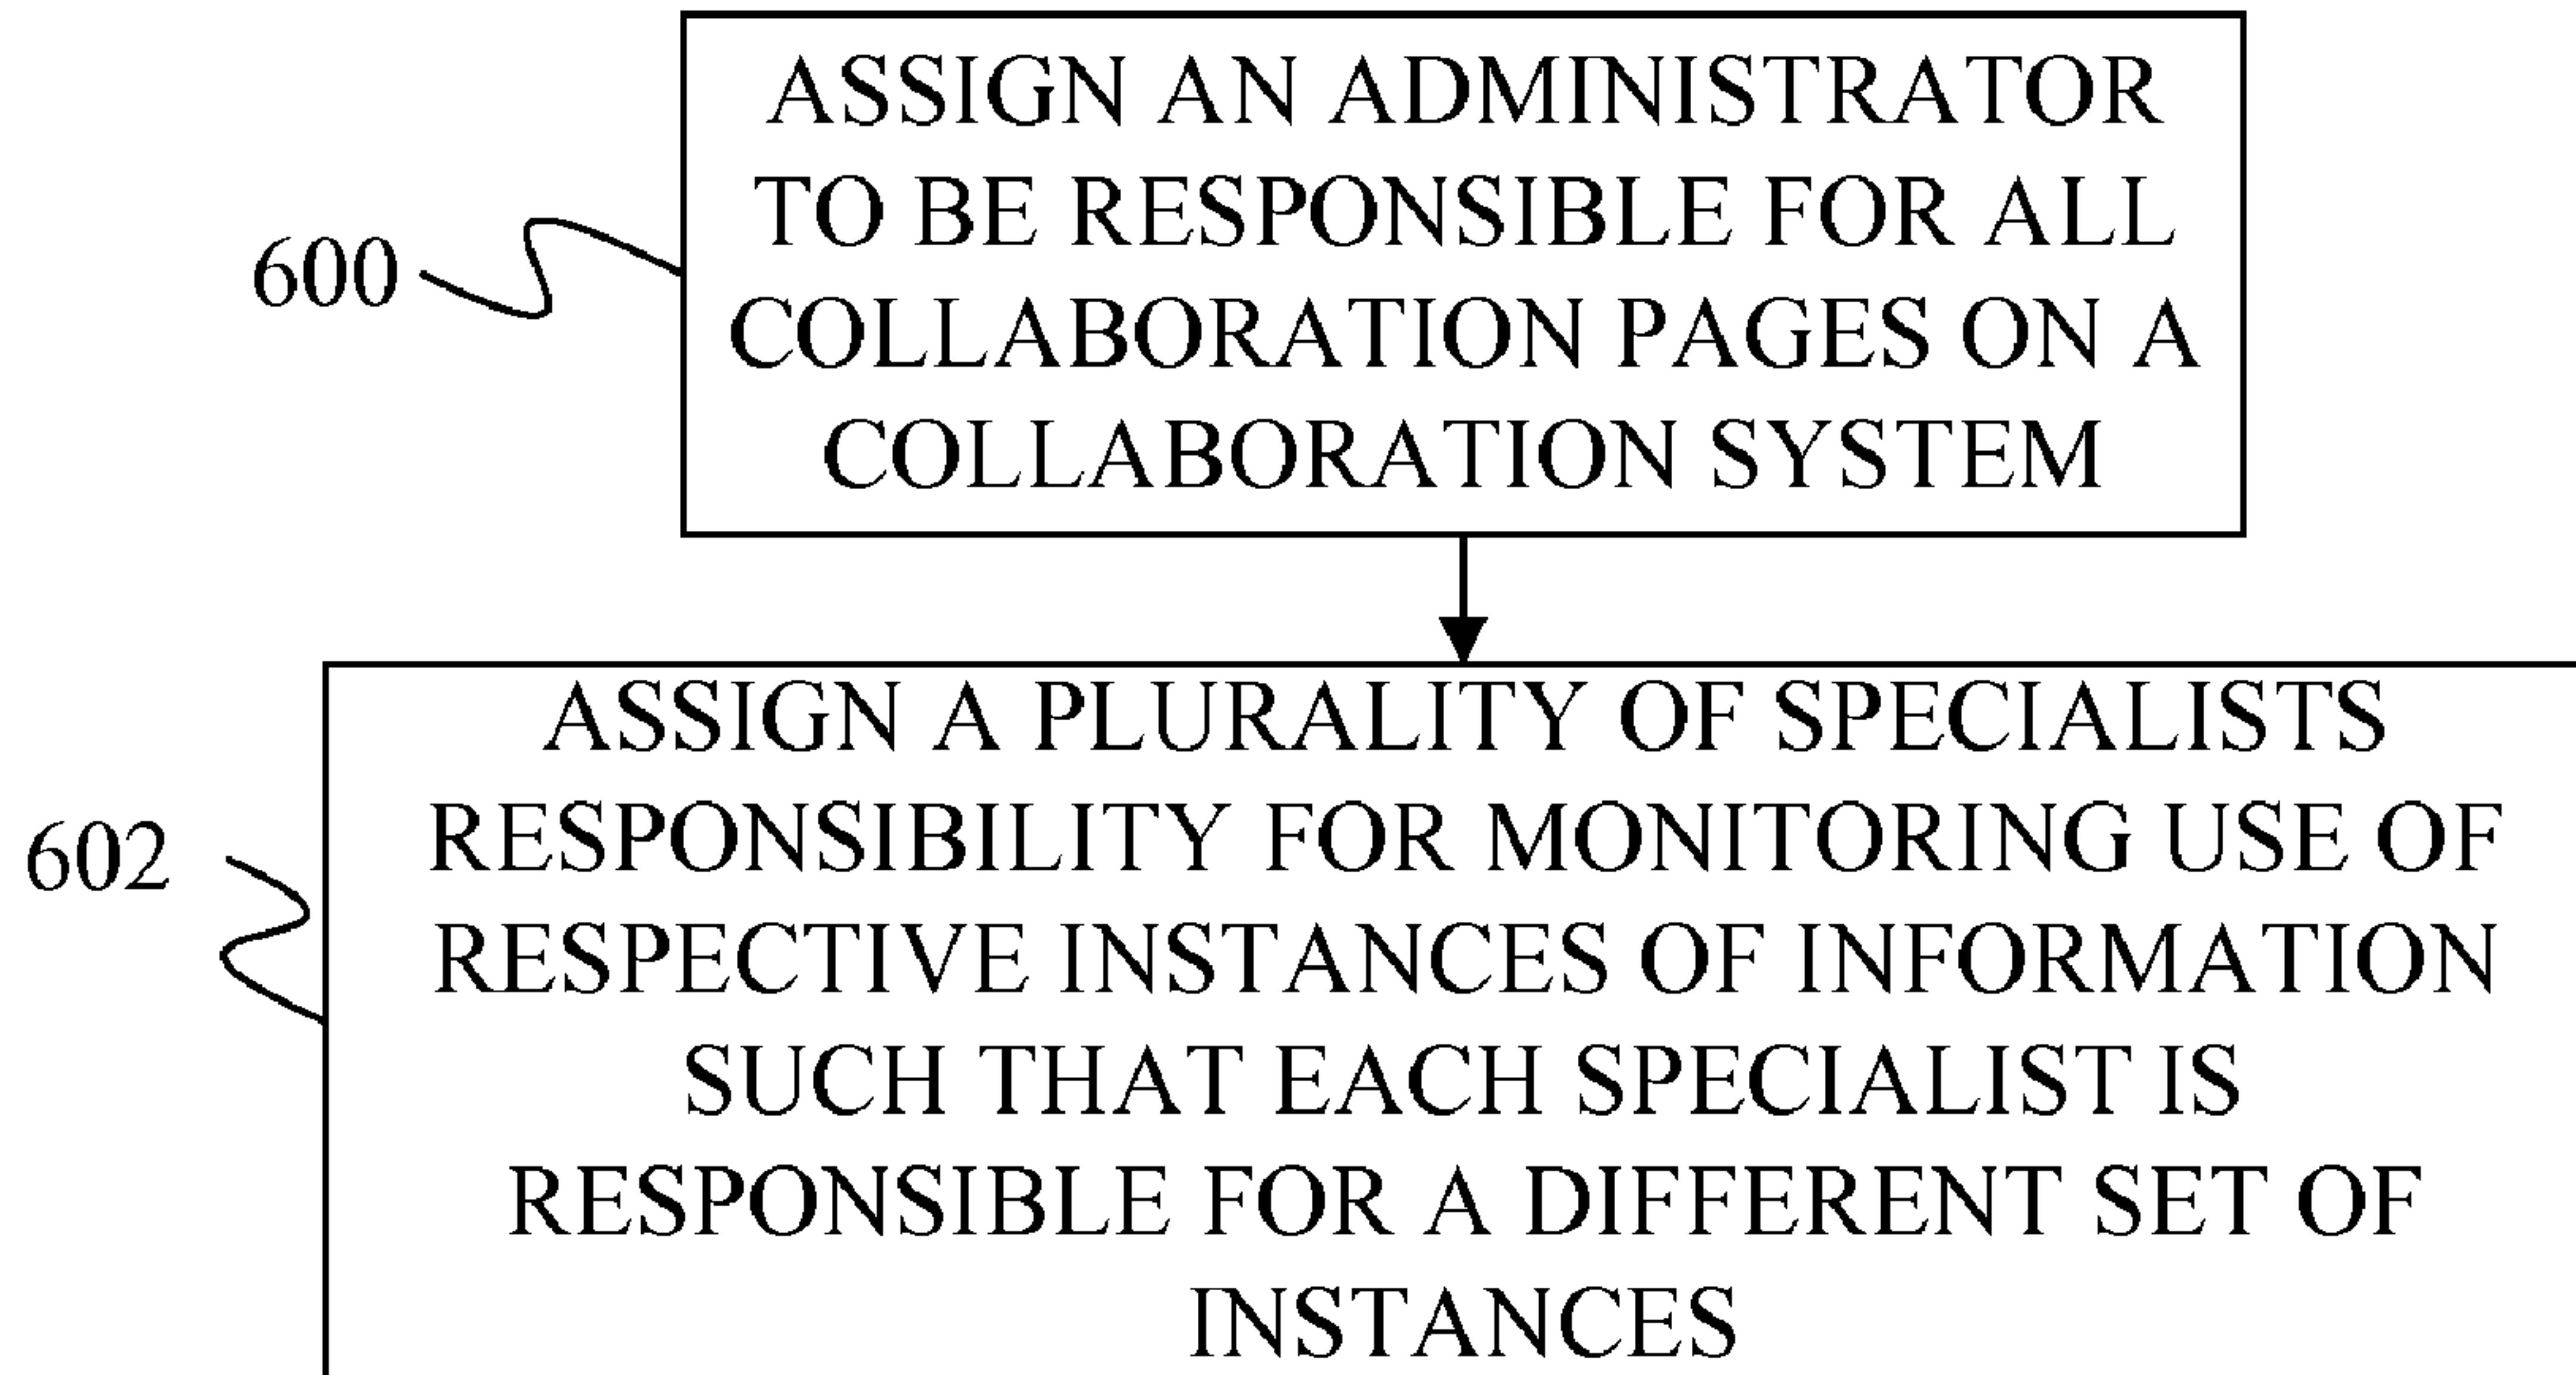 ASSIGN AN ADMINISTRATOR
TO BE RESPONSIBLE FOR ALL
COLLABORATION PAGES ON A
COLLABORATION SYSTEM
600
ASSIGN A PLURALITY OF SPECIALISTS
RESPONSIBILITY FOR MONITORING USE OF
RESPECTIVE INSTANCES OF INFORMATION
SUCH THAT EACH SPECIALIST IS
RESPONSIBLE FOR A DIFFERENT SET OF
INSTANCES
602